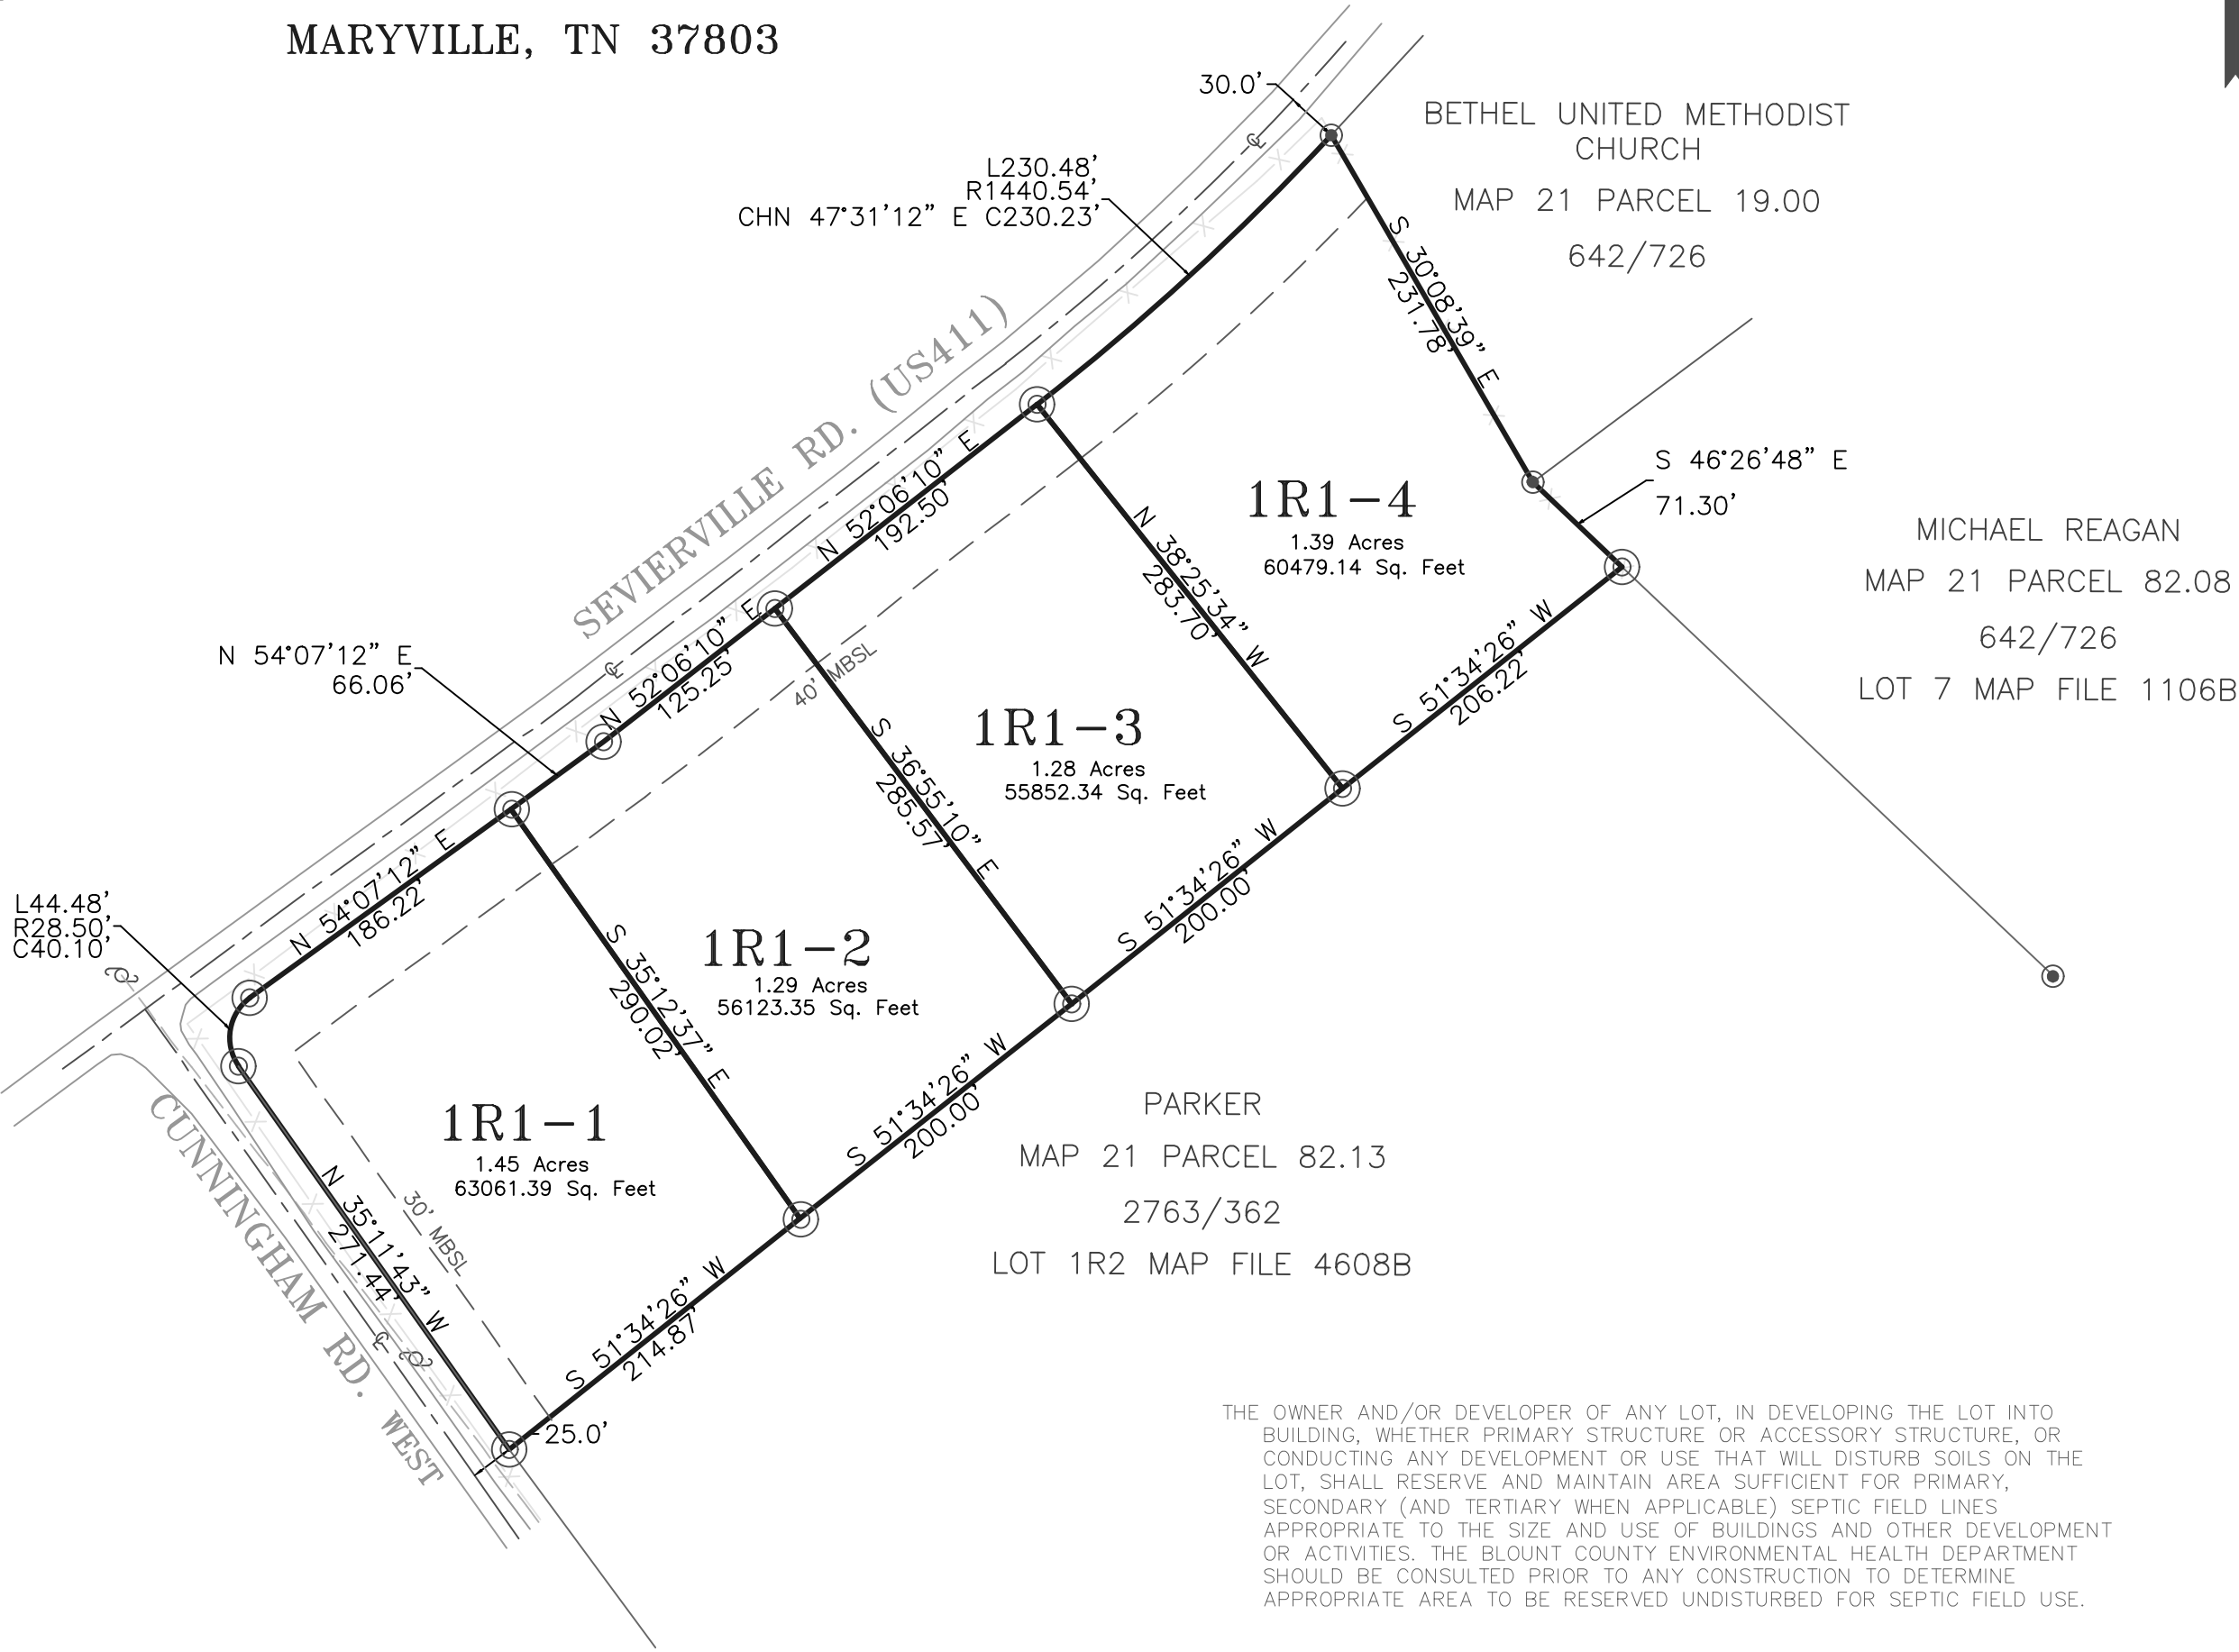 MARYVILLE, TN 37803
30.0'
BETHEL UNITED METHODIST
CHURCH
MAP 21 PARCEL 19.00
642/726
L230.48'
R1440.54'
CHN 47°31'12" E C230.23'
S 30°08'39" E
231.78'
SEVIERVILLE RD. (US411)
S 46°26'48" E
71.30'
MICHAEL REAGAN
MAP 21 PARCEL 82.08
642/726
LOT 7 MAP FILE 1106B
1R1-4
1.39 Acres
60479.14 Sq. Feet
N 52°06'10" E
192.50'
N 38°25'34" W
283.70'
S 51°34'26" W
206.22'
N 54°07'12" E
66.06'
N 52°06'10" E
125.25'
40' MBSL
1R1-3
1.28 Acres
55852.34 Sq. Feet
S 36°55'10" E
285.57'
S 51°34'26" W
200.00'
N 54°07'12" E
186.22'
L44.48'
R28.50'
C40.10'
1R1-2
1.29 Acres
56123.35 Sq. Feet
S 35°12'37" E
290.02'
S 51°34'26" W
200.00'
1R1-1
1.45 Acres
63061.39 Sq. Feet
N 35°11'43" W
271.44'
30' MBSL
CUNNINGHAM RD. WEST
S 51°34'26" W
214.87'
25.0'
PARKER
MAP 21 PARCEL 82.13
2763/362
LOT 1R2 MAP FILE 4608B
THE OWNER AND/OR DEVELOPER OF ANY LOT, IN DEVELOPING THE LOT INTO
BUILDING, WHETHER PRIMARY STRUCTURE OR ACCESSORY STRUCTURE, OR
CONDUCTING ANY DEVELOPMENT OR USE THAT WILL DISTURB SOILS ON THE
LOT, SHALL RESERVE AND MAINTAIN AREA SUFFICIENT FOR PRIMARY,
SECONDARY (AND TERTIARY WHEN APPLICABLE) SEPTIC FIELD LINES
APPROPRIATE TO THE SIZE AND USE OF BUILDINGS AND OTHER DEVELOPMENT
OR ACTIVITIES. THE BLOUNT COUNTY ENVIRONMENTAL HEALTH DEPARTMENT
SHOULD BE CONSULTED PRIOR TO ANY CONSTRUCTION TO DETERMINE
APPROPRIATE AREA TO BE RESERVED UNDISTURBED FOR SEPTIC FIELD USE.